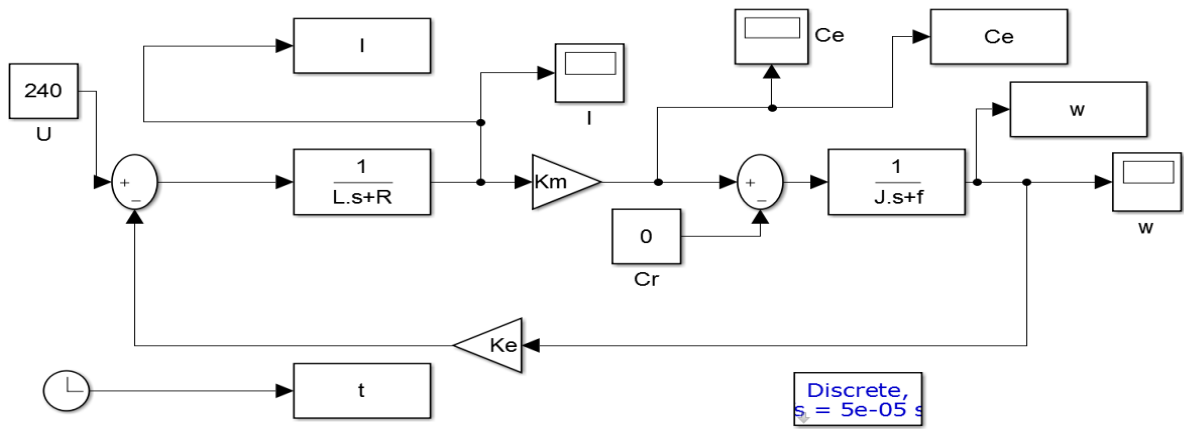 I
Ce
Ce
240
U
I
w
+
−
1
L.s+R
Km
+
−
1
J.s+f
w
0
Cr
Ke
t
Discrete,
s = 5e-05 s